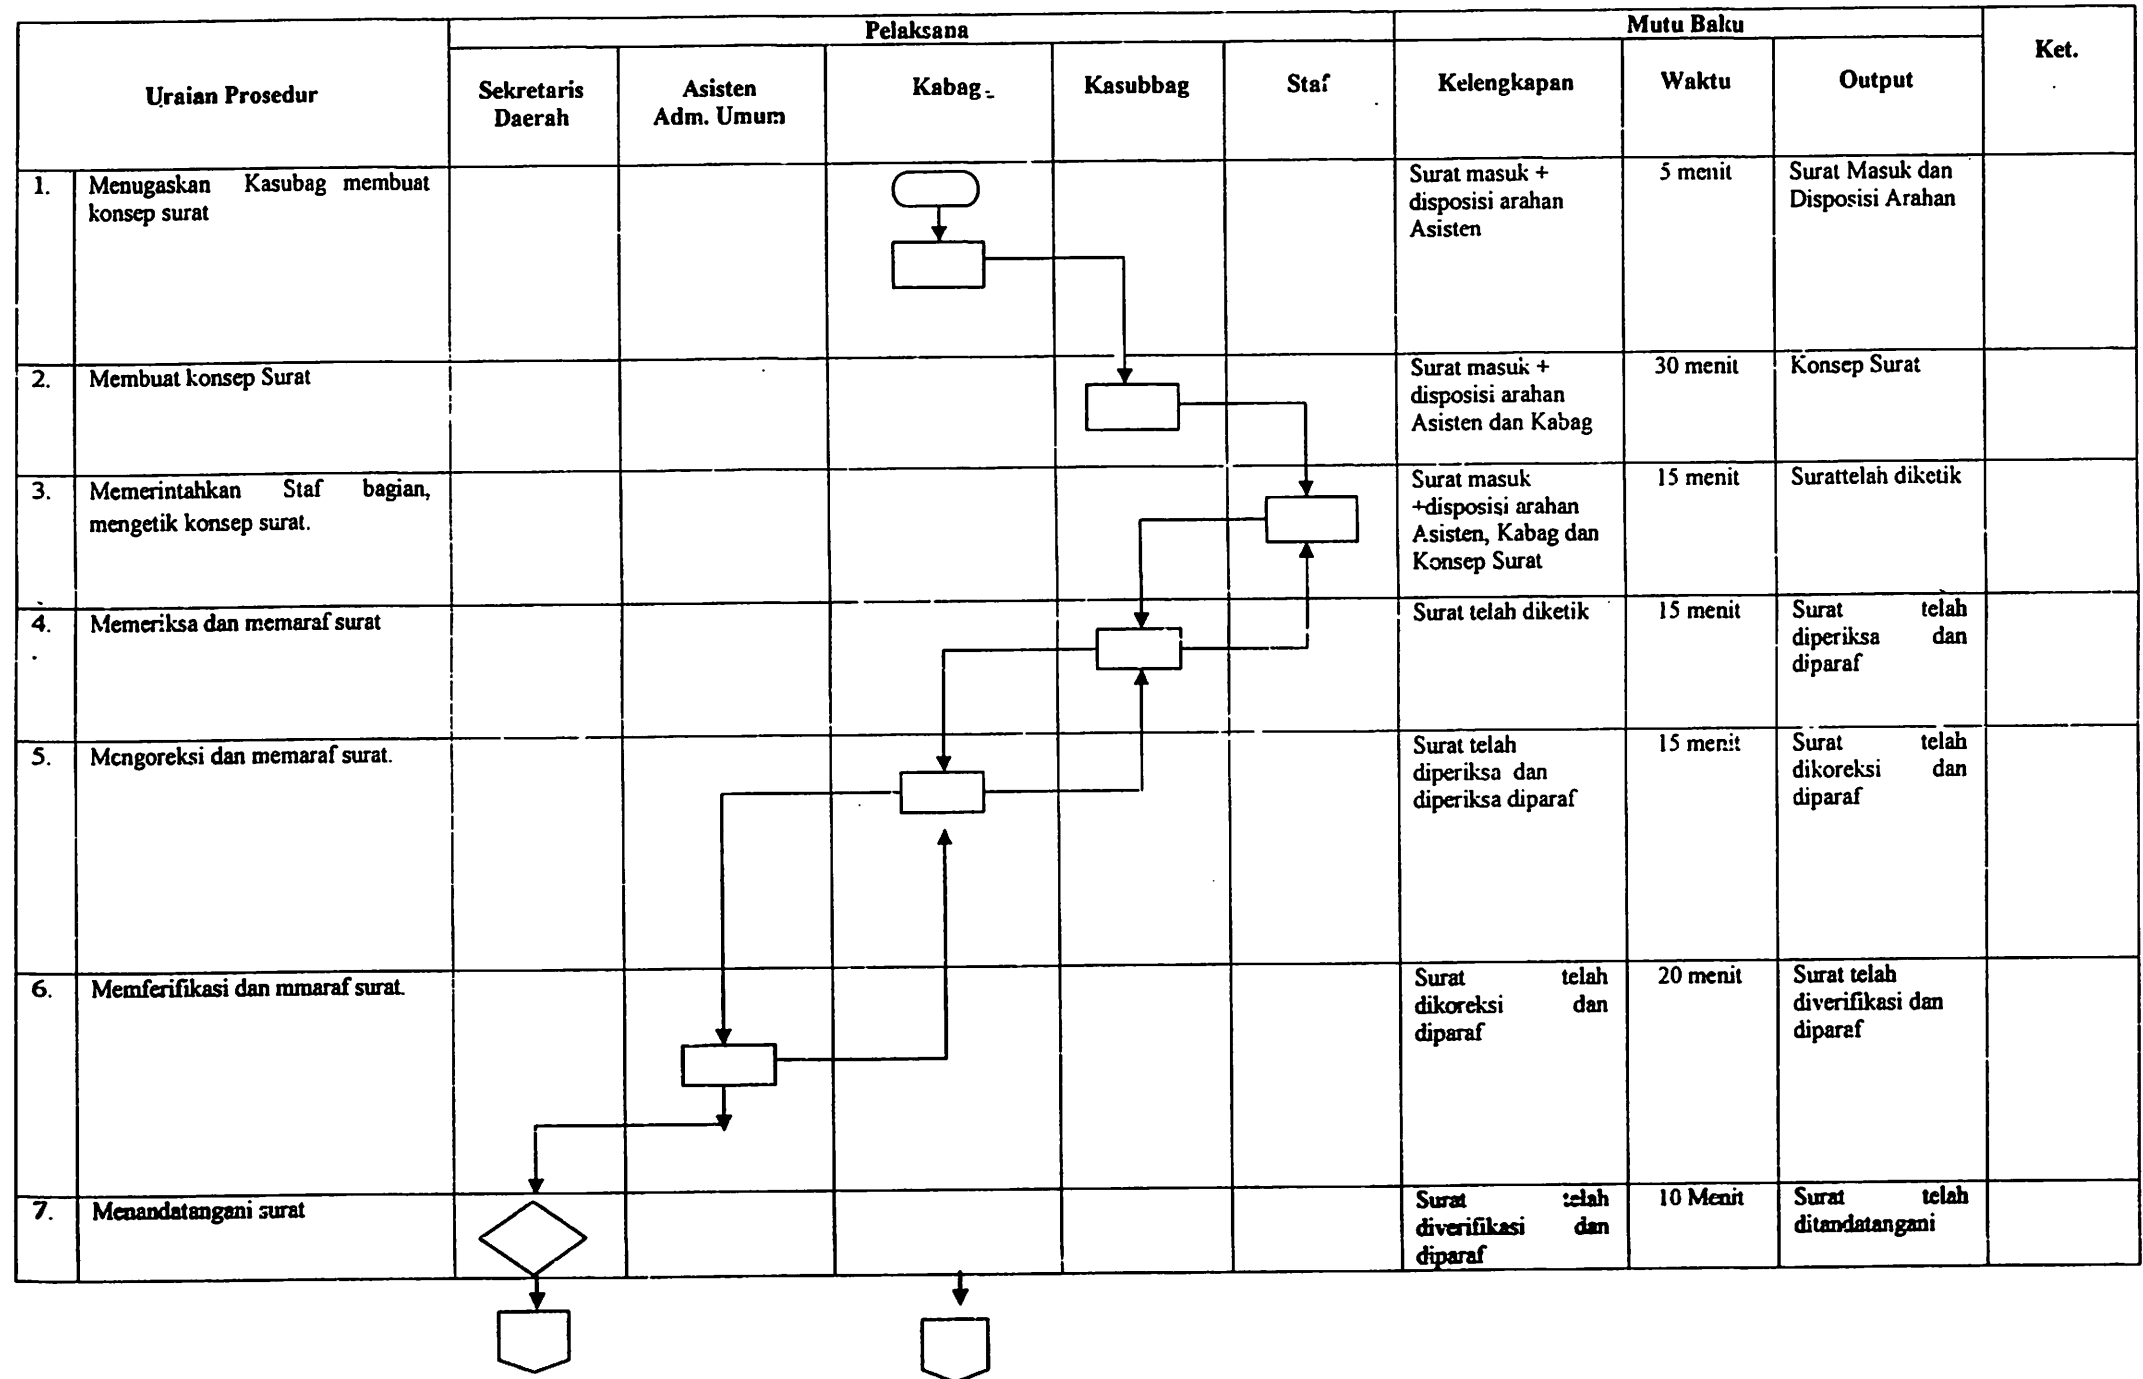 Uraian Prosedur
Pelaksana
Mutu Baku
Ket.
Sekretaris
Daerah
Asisten
Adm. Umum
Kabag
Kasubbag
Staf
Kelengkapan
Waktu
Output
1.
Menugaskan Kasubag membuat
konsep surat
Surat masuk +
disposisi arahan
Asisten
5 menit
Surat Masuk dan
Disposisi Arahan
2.
Membuat konsep Surat
Surat masuk +
disposisi arahan
Asisten dan Kabag
30 menit
Konsep Surat
3.
Memerintahkan Staf bagian,
mengetik konsep surat.
Surat masuk
+disposisi arahan
Asisten, Kabag dan
Konsep Surat
15 menit
Surattelah diketik
4.
Memeriksa dan memaraf surat
Surat telah diketik
15 menit
Surat telah
diperiksa dan
diparaf
5.
Mengoreksi dan memaraf surat.
Surat telah
diperiksa dan
diperiksa diparaf
15 menit
Surat telah
dikoreksi dan
diparaf
6.
Memferifikasi dan mmaraf surat.
Surat telah
dikoreksi dan
diparaf
20 menit
Surat telah
diverifikasi dan
diparaf
7.
Menandatangani surat
Surat telah
diverifikasi dan
diparaf
10 Menit
Surat telah
ditandatangani